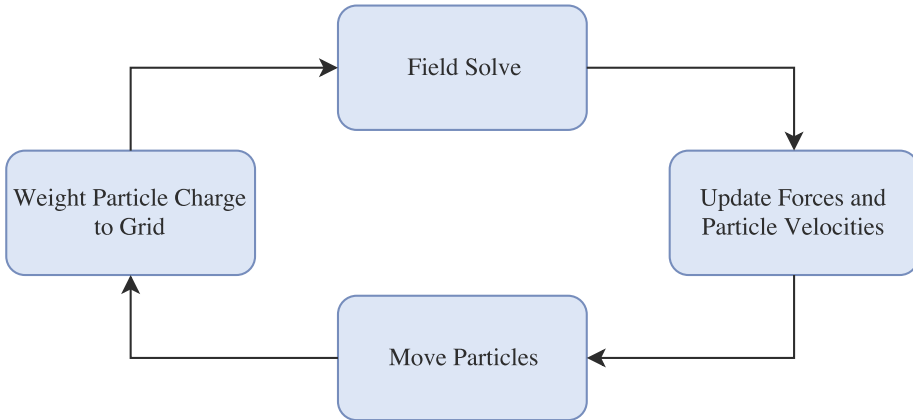 Field Solve
Weight Particle Charge
to Grid
Update Forces and
Particle Velocities
Move Particles